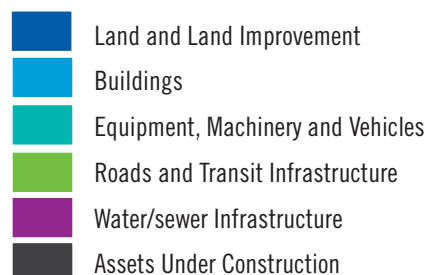 Land and Land Improvement
Buildings
Equipment, Machinery and Vehicles
Roads and Transit Infrastructure
Water/sewer Infrastructure
Assets Under Construction